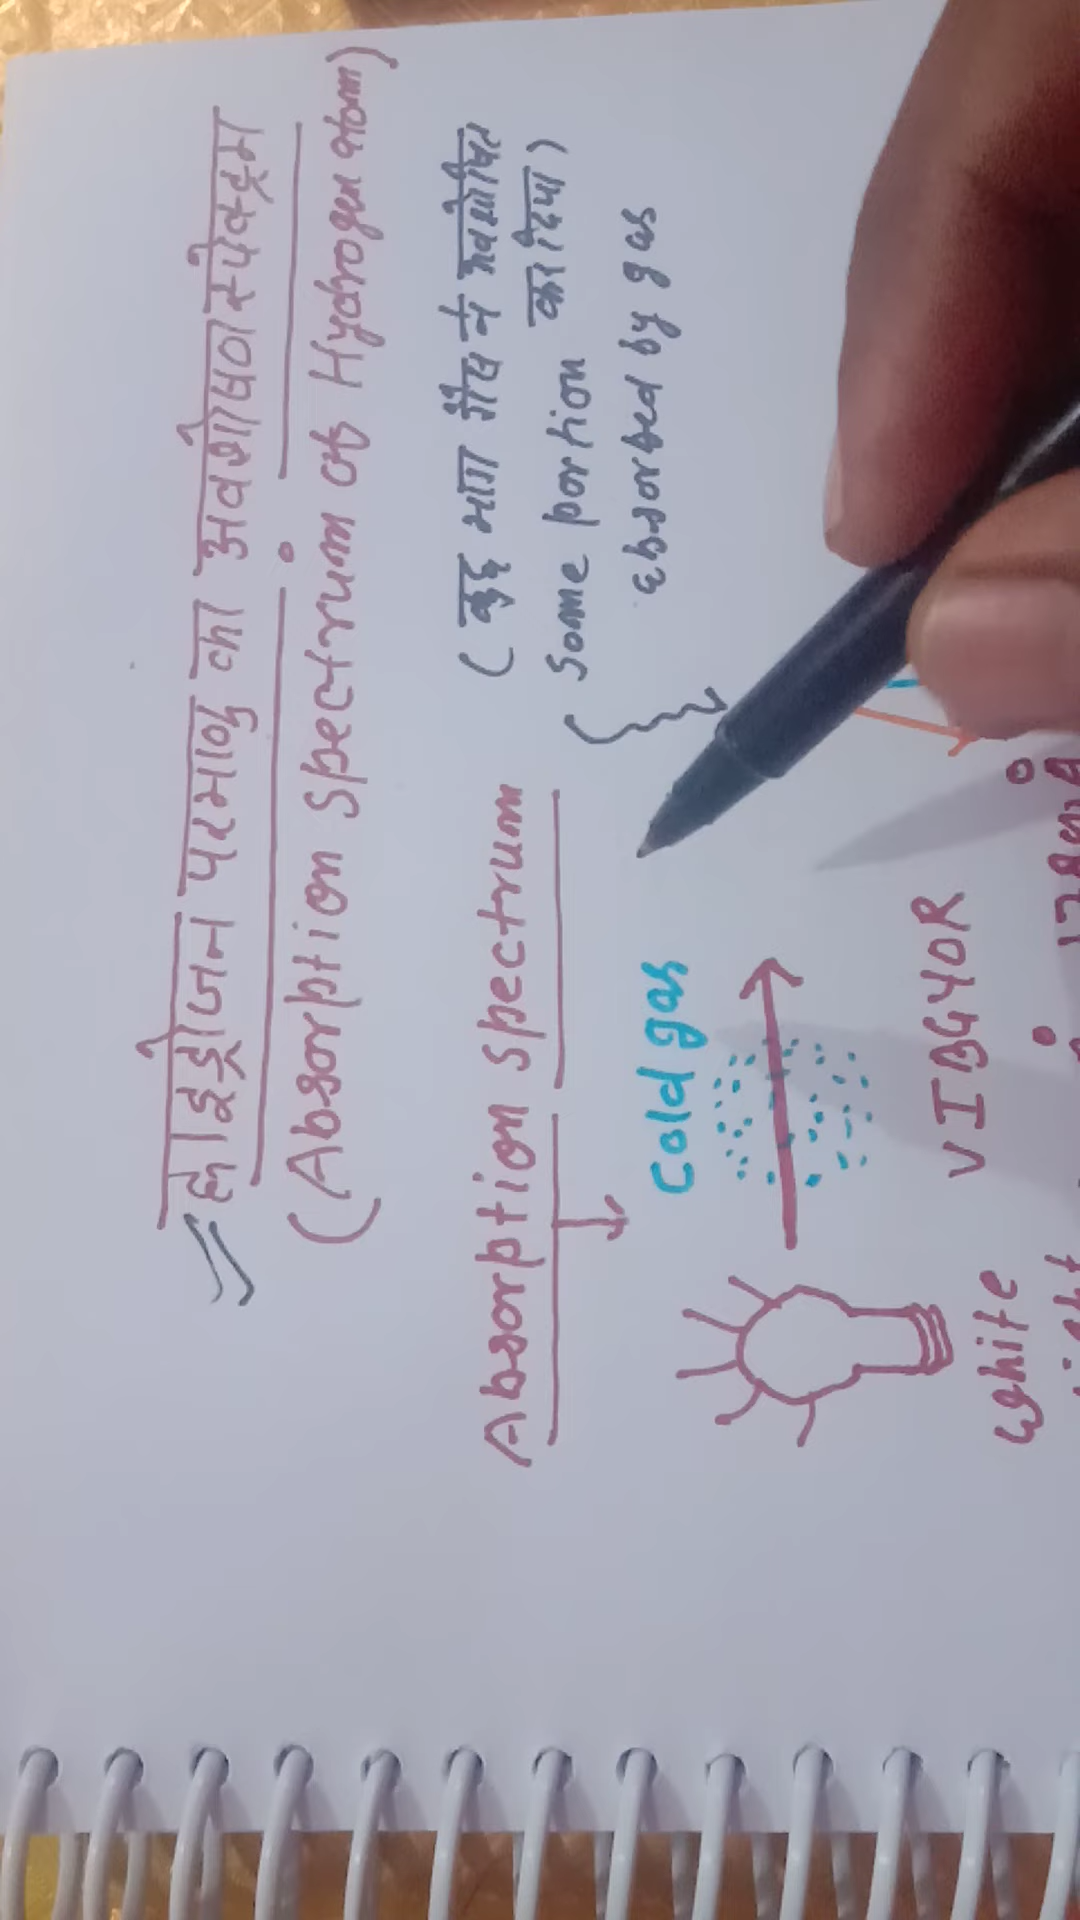 हाइड्रोजन परमाणु का अवशोषण स्पेक्ट्रम
(Absorption Spectrum of Hydrogen atom)
(कुछ भाग गैस ने अवशोषित
कर दिया)
Absorption Spectrum
Some portion
absorbed by gas
Cold gas
VIBGYOR
White